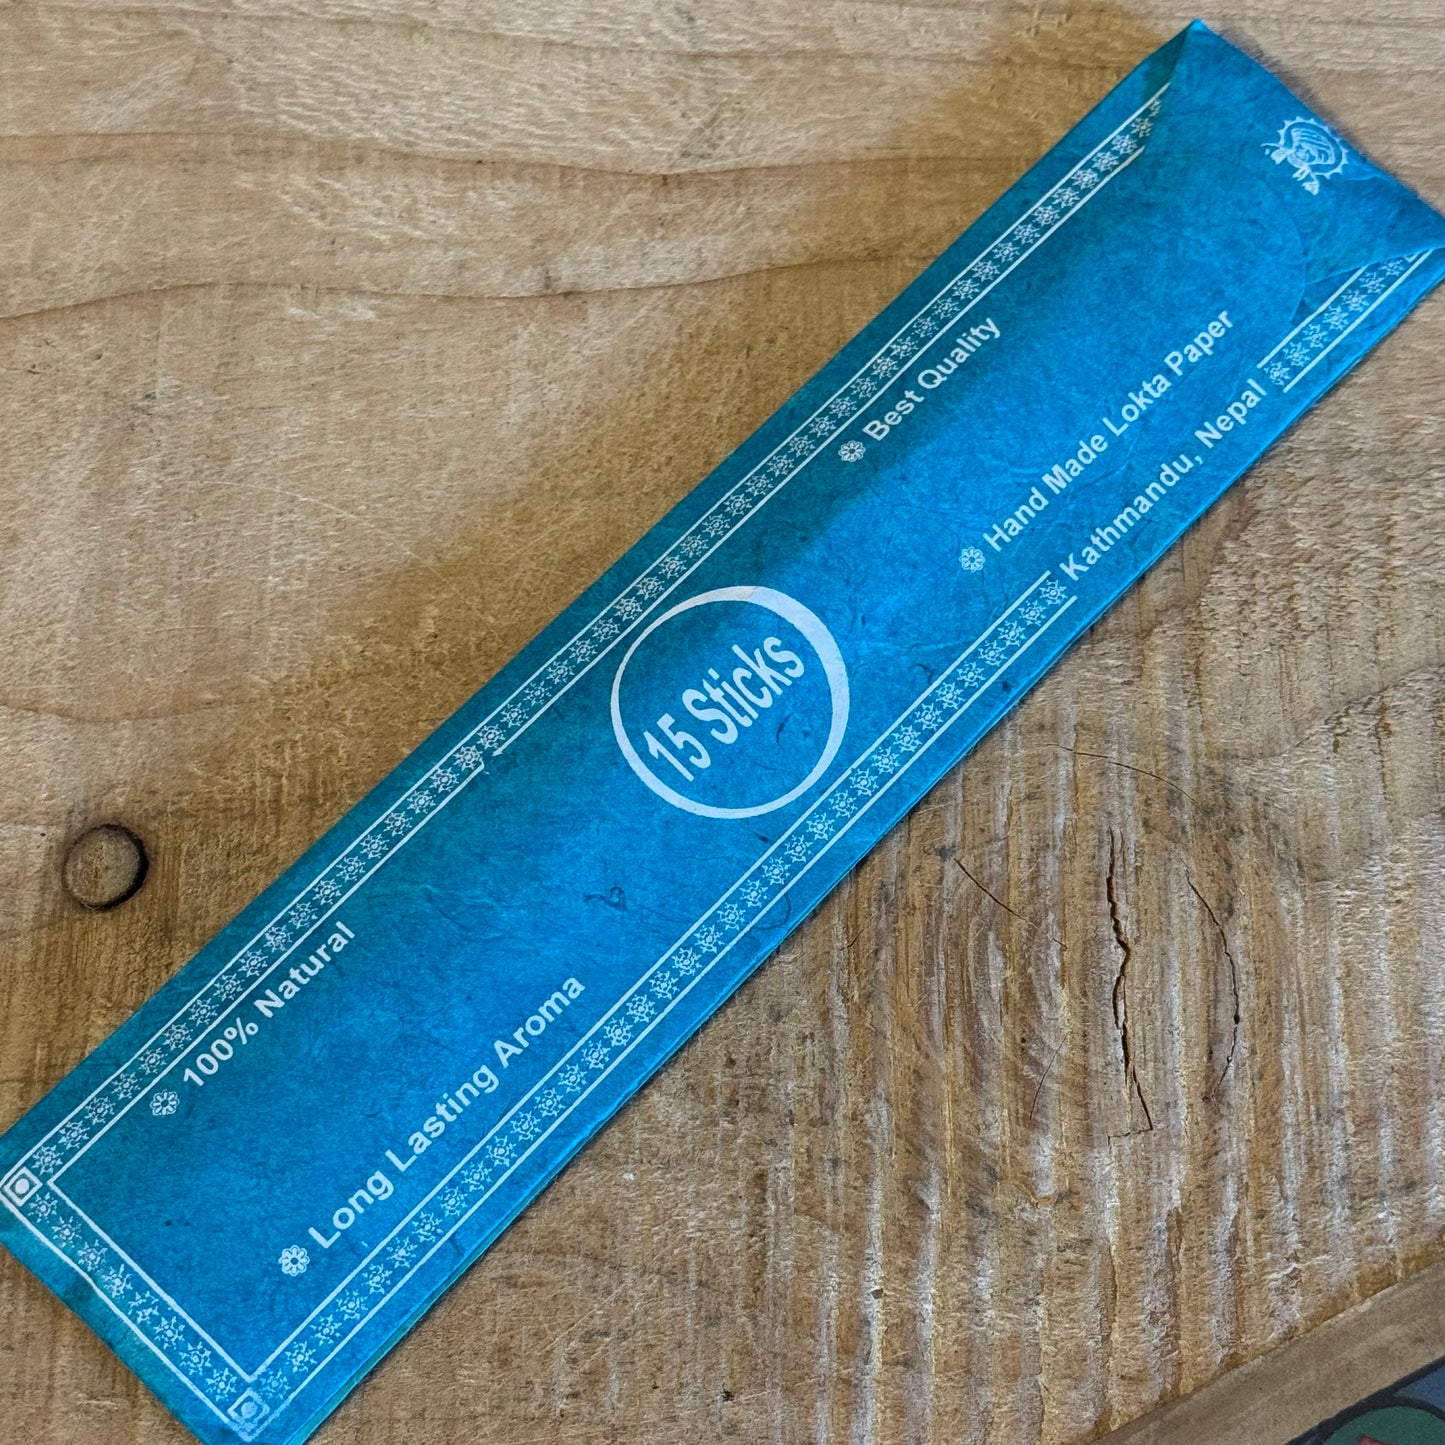 Best Quality
Hand Made Lokta Paper
Kathmandu, Nepal
15 Sticks
100% Natural
Long Lasting Aroma